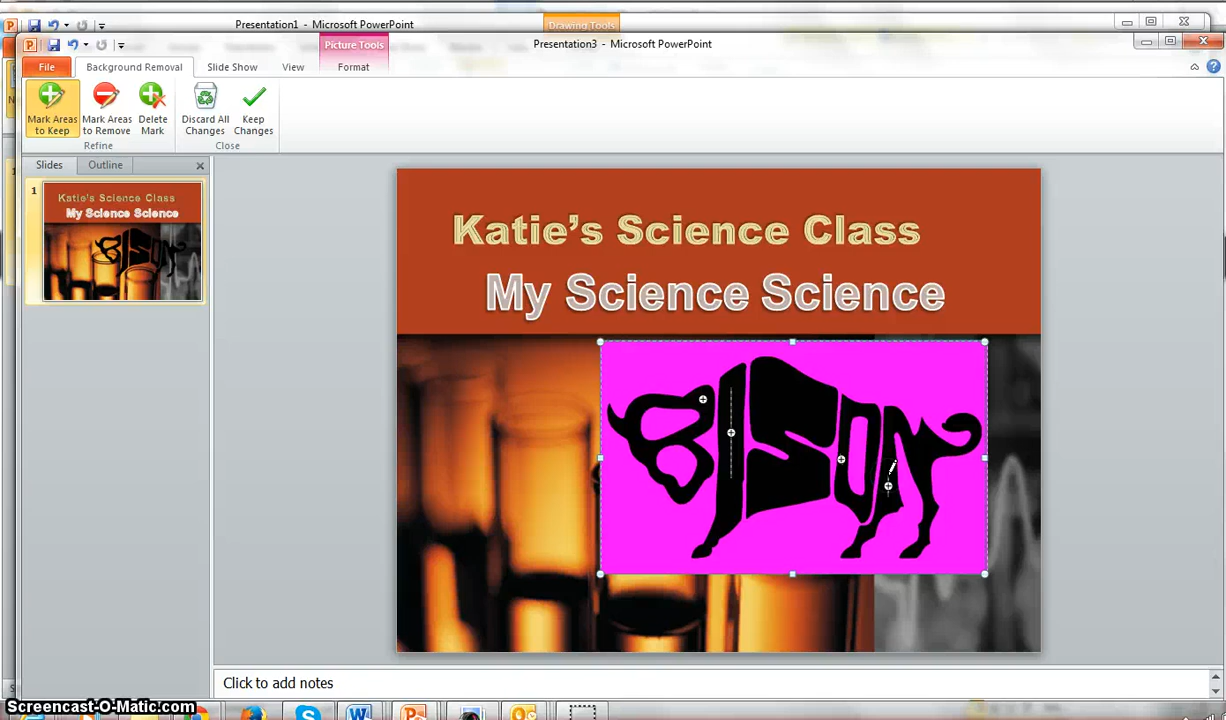 Presentation1 - Microsoft PowerPoint
Drawing Tools
Picture Tools
Presentation3 - Microsoft PowerPoint
File
Background Removal
Slide Show
View
Format
Mark Areas to Keep
Mark Areas to Remove
Delete Mark
Discard All Changes
Keep Changes
Refine
Close
Slides
Outline
1
Katie's Science Class
My Science Science
BISON
Katie’s Science Class
My Science Science
BISON
Click to add notes
Screencast-O-Matic.com